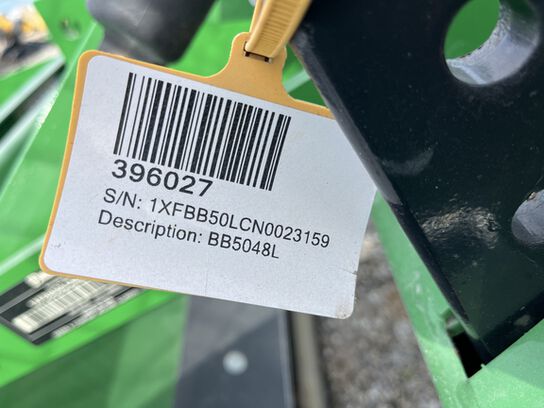 396027
S/N: 1XFBB50LCN0023159
Description: BB5048L